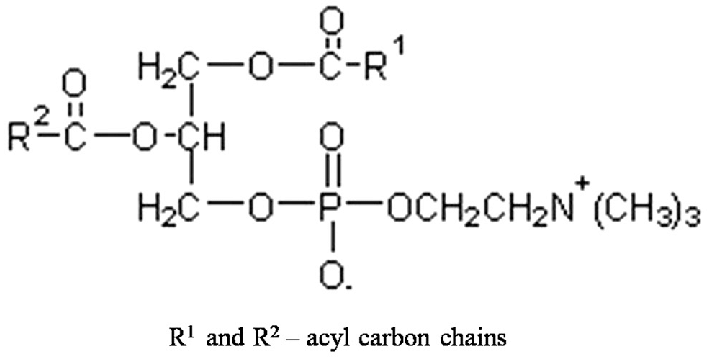 O
H₂C—O—C—R¹
O
R²—C—O-CH
O
H₂C—O—P—OCH₂CH₂N⁺(CH₃)₃
O.
R¹ and R² – acyl carbon chains